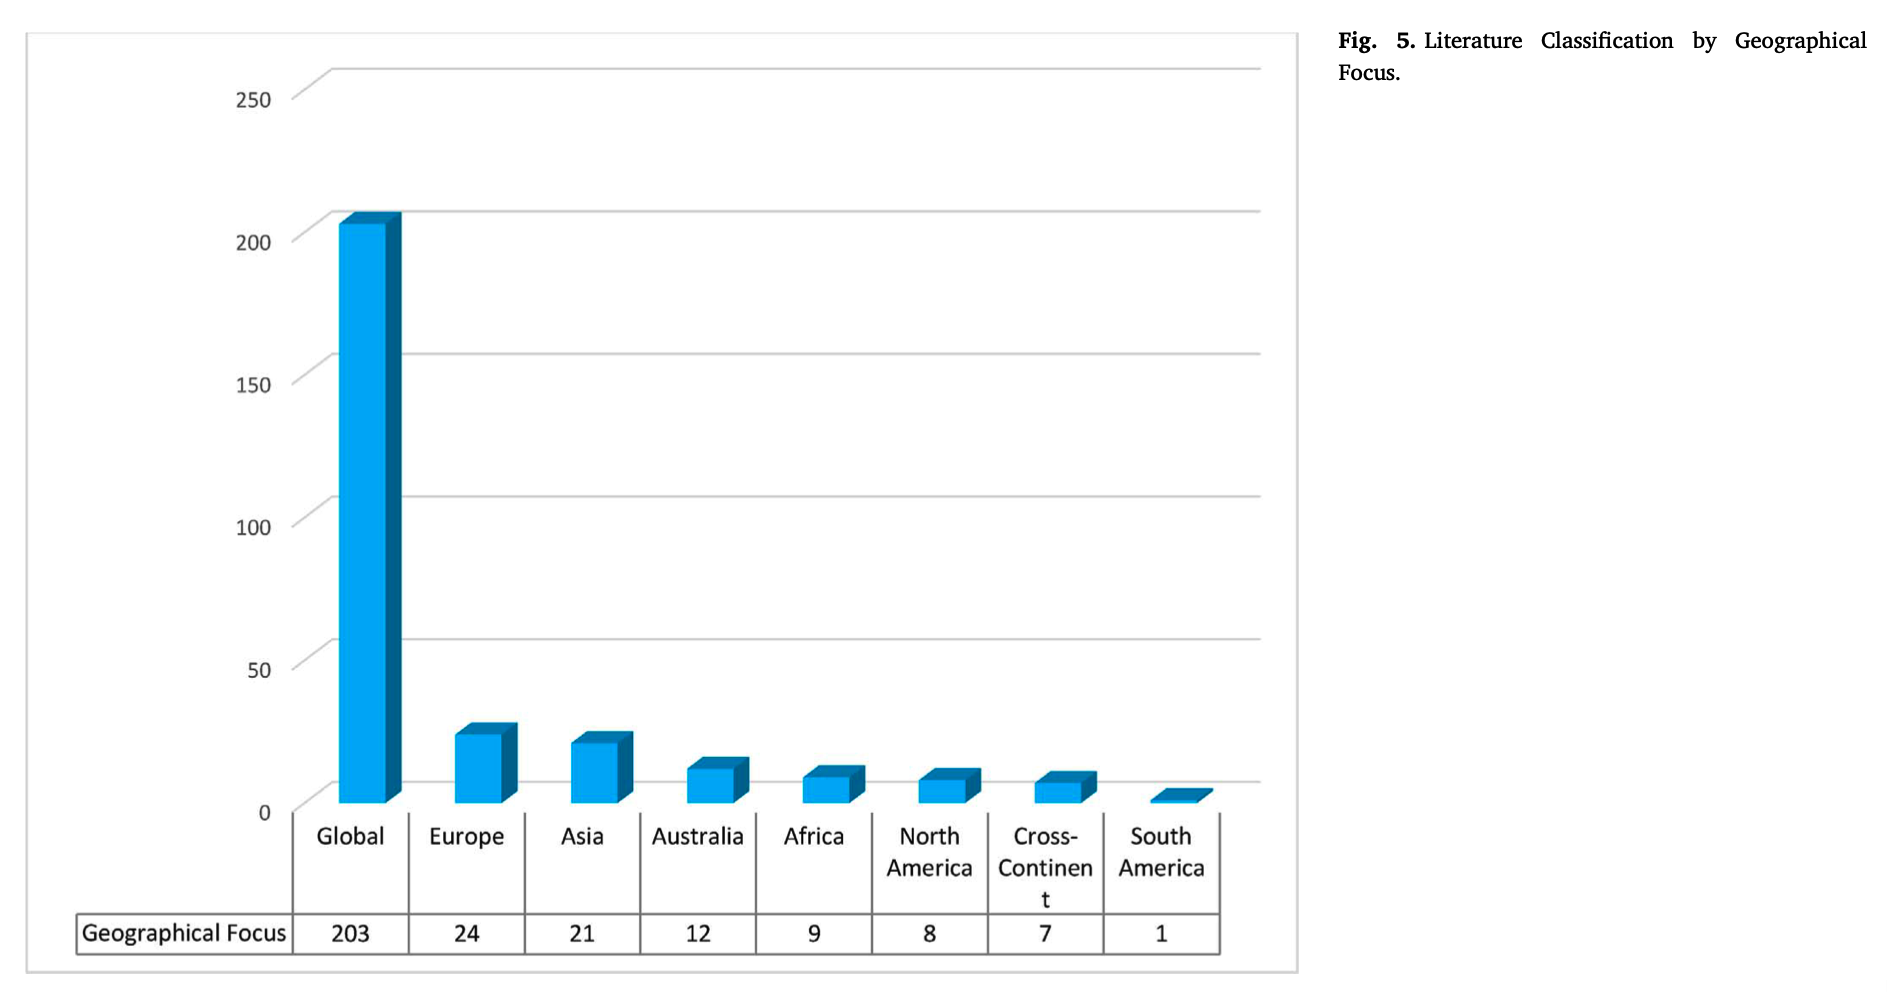 Fig. 5. Literature Classification by Geographical
Focus.
250
200
150
100
50
0
Global Europe Asia Australia Africa North Cross- South
America Continen America
t
Geographical Focus 203 24 21 12 9 8 7 1